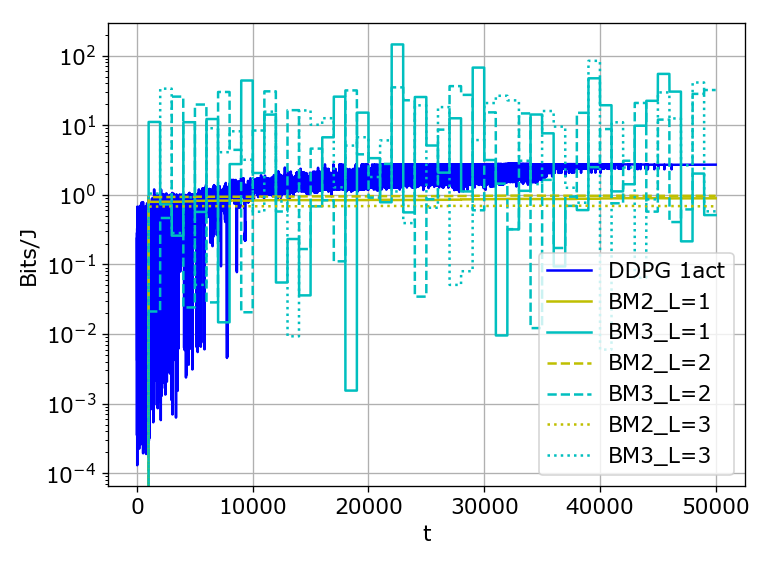 10²
10¹
10⁰
10⁻¹
10⁻²
10⁻³
10⁻⁴
Bits/J
DDPG 1act
BM2_L=1
BM3_L=1
BM2_L=2
BM3_L=2
BM2_L=3
BM3_L=3
0 10000 20000 30000 40000 50000
t